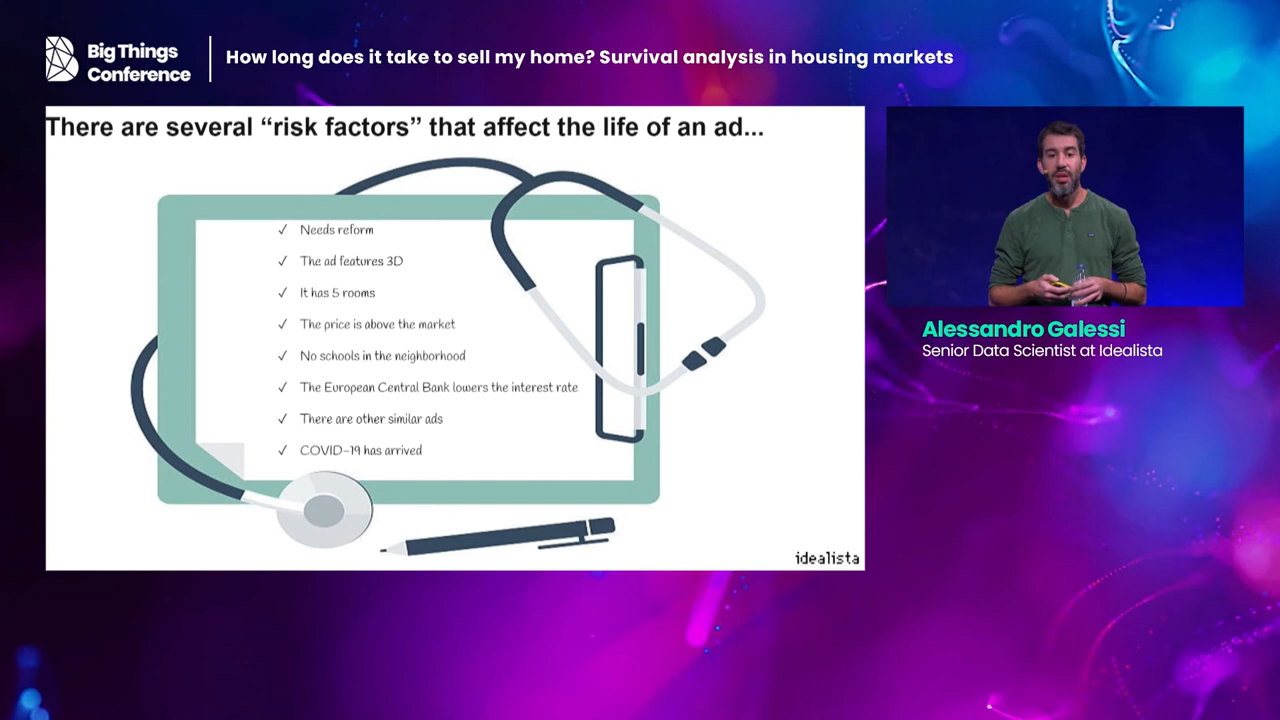 Big Things
Conference
How long does it take to sell my home? Survival analysis in housing markets
There are several “risk factors” that affect the life of an ad...
✓ Needs reform
✓ The ad features 3D
✓ It has 5 rooms
✓ The price is above the market
✓ No schools in the neighborhood
✓ The European Central Bank lowers the interest rate
✓ There are other similar ads
✓ COVID-19 has arrived
idealista
Alessandro Galessi
Senior Data Scientist at Idealista